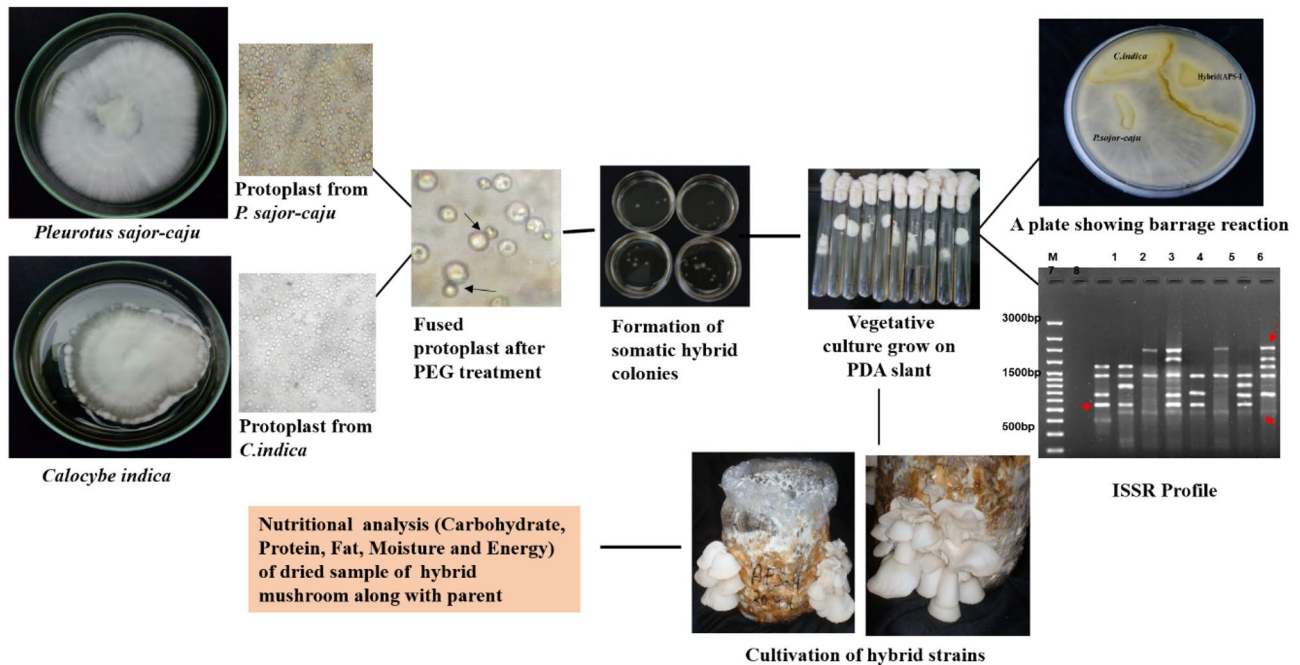 Protoplast from
P. sajor-caju
Pleurotus sajor-caju
Protoplast from
C.indica
Calocybe indica
Fused
protoplast after
PEG treatment
Formation of
somatic hybrid
colonies
Vegetative
culture grow on
PDA slant
C.indica
Hybrid(APS-1
P.sajor-caju
A plate showing barrage reaction
M 1 2 3 4 5 6
7 8
3000bp
1500bp
500bp
ISSR Profile
Nutritional analysis (Carbohydrate,
Protein, Fat, Moisture and Energy)
of dried sample of hybrid
mushroom along with parent
Cultivation of hybrid strains